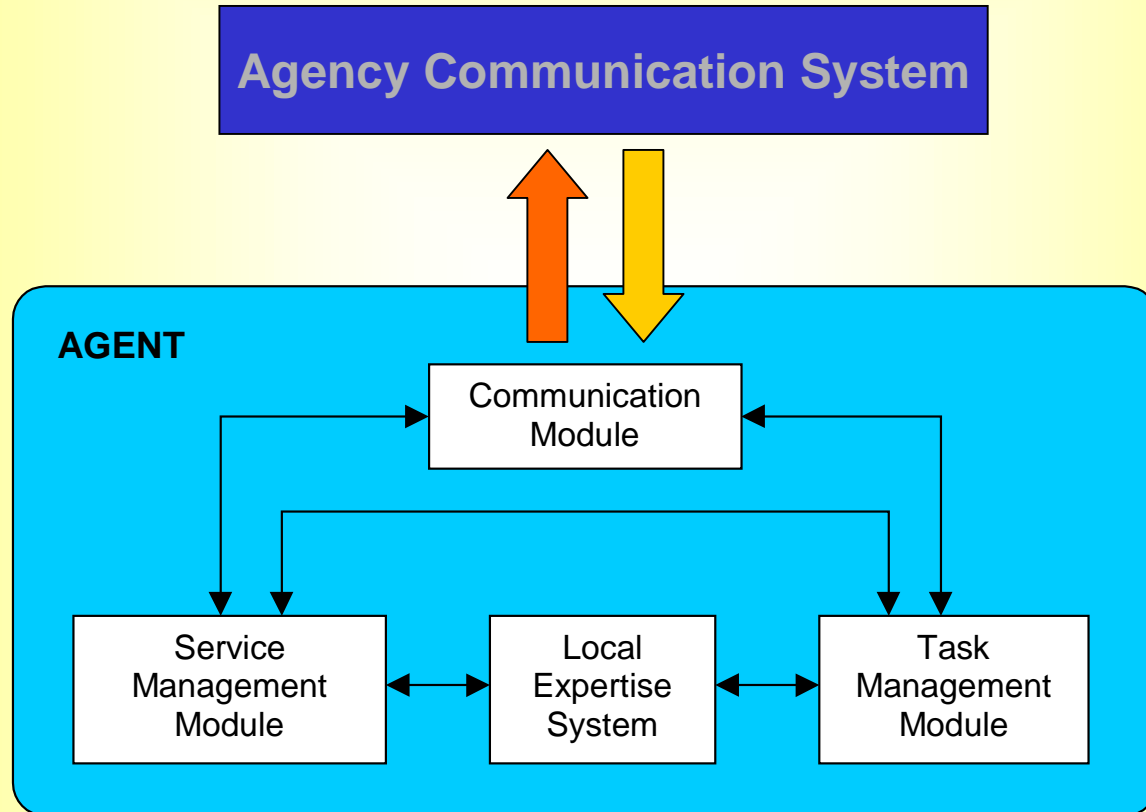 Agency Communication System
AGENT
Communication
Module
Service
Management
Module
Local
Expertise
System
Task
Management
Module